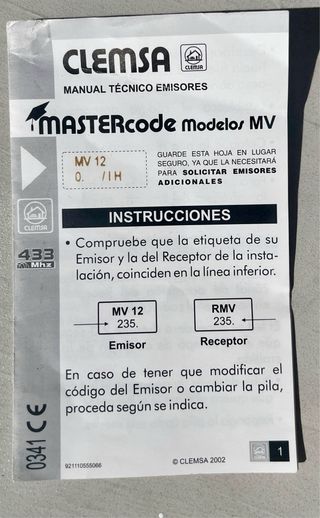 CLEMSA
CLEMSA
MANUAL TÉCNICO EMISORES
MASTERcode Modelos MV
MV 12
0. /IH
GUARDE ESTA HOJA EN LUGAR
SEGURO, YA QUE LA NECESITARÁ
PARA SOLICITAR EMISORES
ADICIONALES
CLEMSA
433
Mhz
INSTRUCCIONES
• Compruebe que la etiqueta de su
Emisor y la del Receptor de la insta-
lación, coinciden en la línea inferior.
MV 12
235.
Emisor
RMV
235.
Receptor
En caso de tener que modificar el
código del Emisor o cambiar la pila,
proceda según se indica.
0341 CE
921110555066
© CLEMSA 2002
1